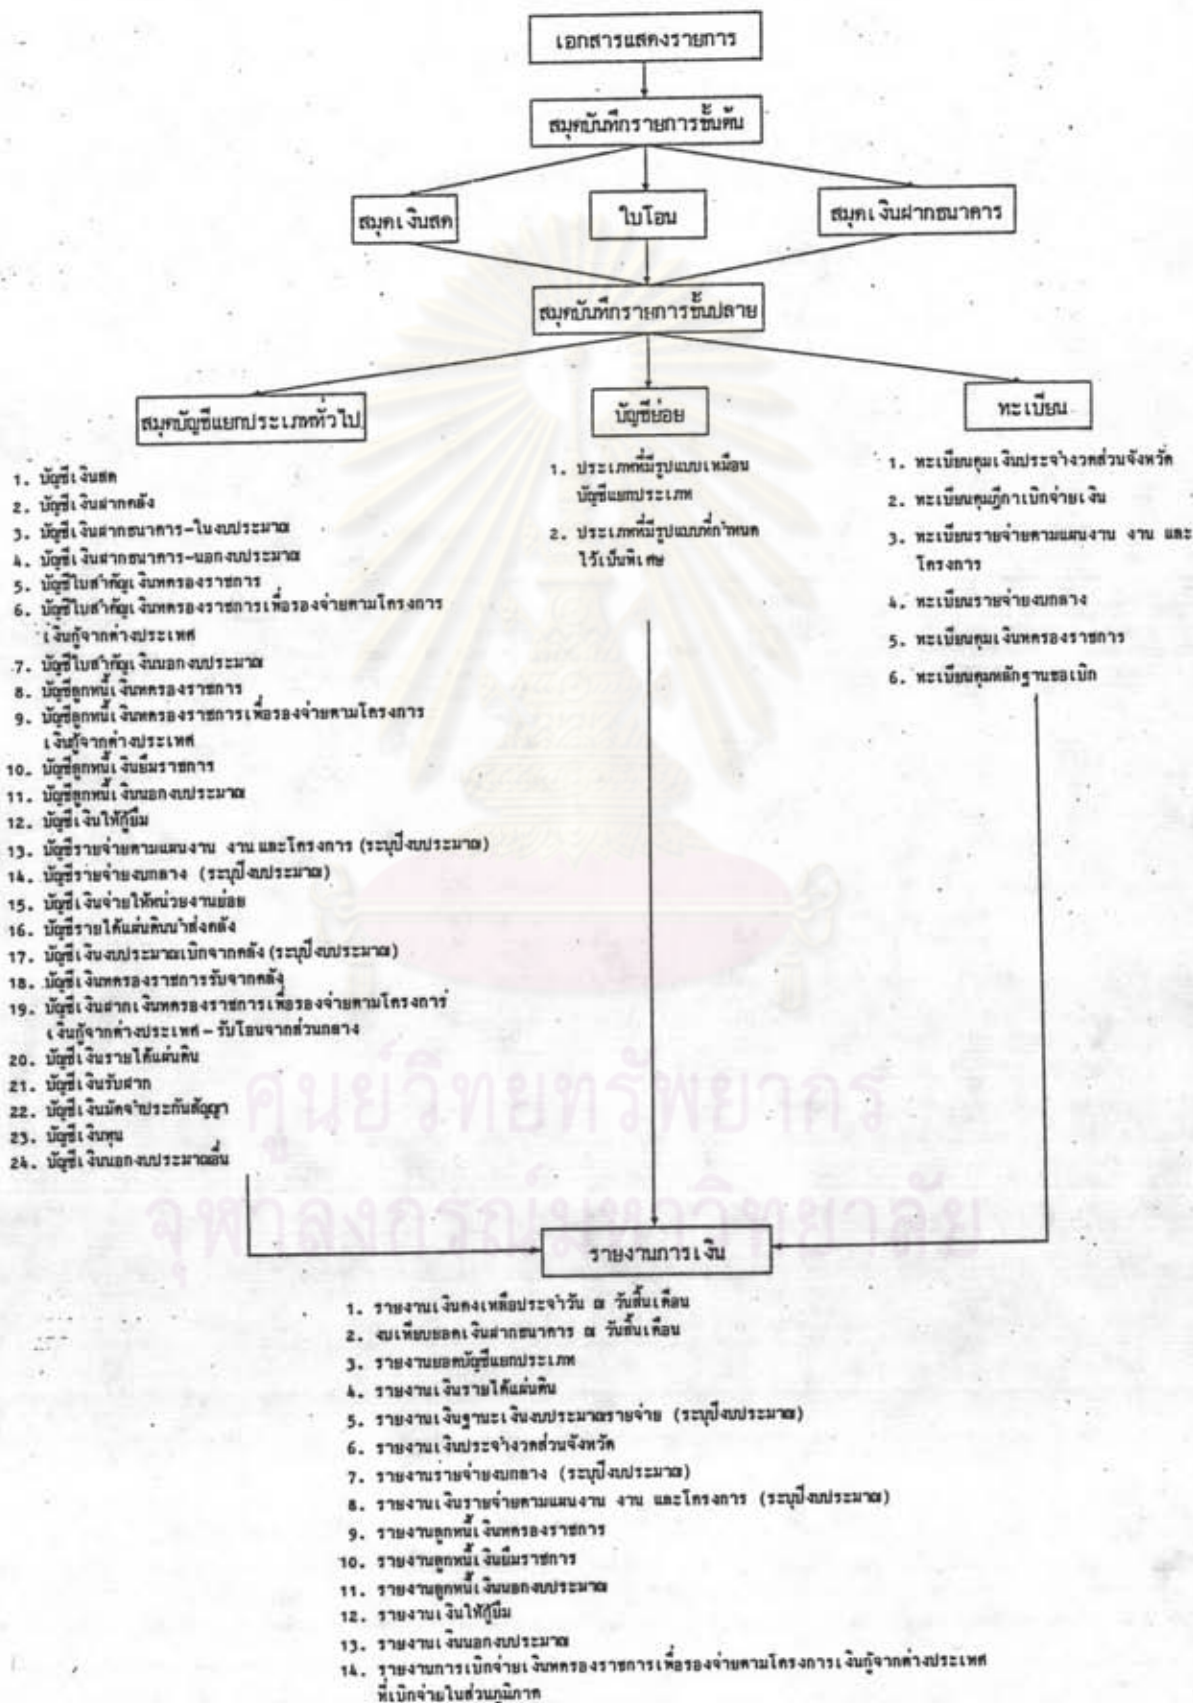 เอกสารแสดงรายการ
สมุดบันทึกรายการขั้นต้น
สมุดเงินสด
ใบโอน
สมุดเงินฝากธนาคาร
สมุดบันทึกรายการขั้นปลาย
สมุดบัญชีแยกประเภททั่วไป
บัญชีย่อย
ทะเบียน
1. บัญชีเงินสด
2. บัญชีเงินฝากคลัง
3. บัญชีเงินฝากธนาคาร-ในงบประมาณ
4. บัญชีเงินฝากธนาคาร-นอกงบประมาณ
5. บัญชีใบสำคัญเงินทดรองราชการ
6. บัญชีใบสำคัญเงินทดรองราชการเพื่อรองจ่ายตามโครงการ
เงินกู้จากต่างประเทศ
7. บัญชีใบสำคัญเงินนอกงบประมาณ
8. บัญชีลูกหนี้เงินทดรองราชการ
9. บัญชีลูกหนี้เงินทดรองราชการเพื่อรองจ่ายตามโครงการ
เงินกู้จากต่างประเทศ
10. บัญชีลูกหนี้เงินยืมราชการ
11. บัญชีลูกหนี้เงินนอกงบประมาณ
12. บัญชีเงินให้กู้ยืม
13. บัญชีรายจ่ายตามแผนงาน งานและโครงการ (ระบุปีงบประมาณ)
14. บัญชีรายจ่ายงบกลาง (ระบุปีงบประมาณ)
15. บัญชีเงินจ่ายให้หน่วยงานย่อย
16. บัญชีรายได้แผ่นดินนำส่งคลัง
17. บัญชีเงินงบประมาณเบิกจากคลัง (ระบุปีงบประมาณ)
18. บัญชีเงินทดรองราชการรับจากคลัง
19. บัญชีเงินฝากเงินทดรองราชการเพื่อรองจ่ายตามโครงการ
เงินกู้จากต่างประเทศ - รับโอนจากส่วนกลาง
20. บัญชีเงินรายได้แผ่นดิน
21. บัญชีเงินรับฝาก
22. บัญชีเงินมัดจำประกันสัญญา
23. บัญชีเงินทุน
24. บัญชีเงินนอกงบประมาณอื่น
1. ประเภทที่มีรูปแบบเหมือน
บัญชีแยกประเภท
2. ประเภทที่มีรูปแบบที่กำหนด
ไว้เป็นพิเศษ
1. ทะเบียนคุมเงินประจำงวดส่วนจังหวัด
2. ทะเบียนคุมฎีกาเบิกจ่ายเงิน
3. ทะเบียนรายจ่ายตามแผนงาน งาน และ
โครงการ
4. ทะเบียนรายจ่ายงบกลาง
5. ทะเบียนคุมเงินทดรองราชการ
6. ทะเบียนคุมหลักฐานขอเบิก
ศูนย์วิทยทรัพยากร
จุฬาลงกรณ์มหาวิทยาลัย
รายงานการเงิน
1. รายงานเงินคงเหลือประจำวัน ณ วันสิ้นเดือน
2. งบเทียบยอดเงินฝากธนาคาร ณ วันสิ้นเดือน
3. รายงานยอดบัญชีแยกประเภท
4. รายงานเงินรายได้แผ่นดิน
5. รายงานเงินฐานะเงินงบประมาณรายจ่าย (ระบุปีงบประมาณ)
6. รายงานเงินประจำงวดส่วนจังหวัด
7. รายงานรายจ่ายงบกลาง (ระบุปีงบประมาณ)
8. รายงานเงินรายจ่ายตามแผนงาน งาน และโครงการ (ระบุปีงบประมาณ)
9. รายงานลูกหนี้เงินทดรองราชการ
10. รายงานลูกหนี้เงินยืมราชการ
11. รายงานลูกหนี้เงินนอกงบประมาณ
12. รายงานเงินให้กู้ยืม
13. รายงานเงินนอกงบประมาณ
14. รายงานการเบิกจ่ายเงินทดรองราชการเพื่อรองจ่ายตามโครงการเงินกู้จากต่างประเทศ
ที่เบิกจ่ายในส่วนภูมิภาค